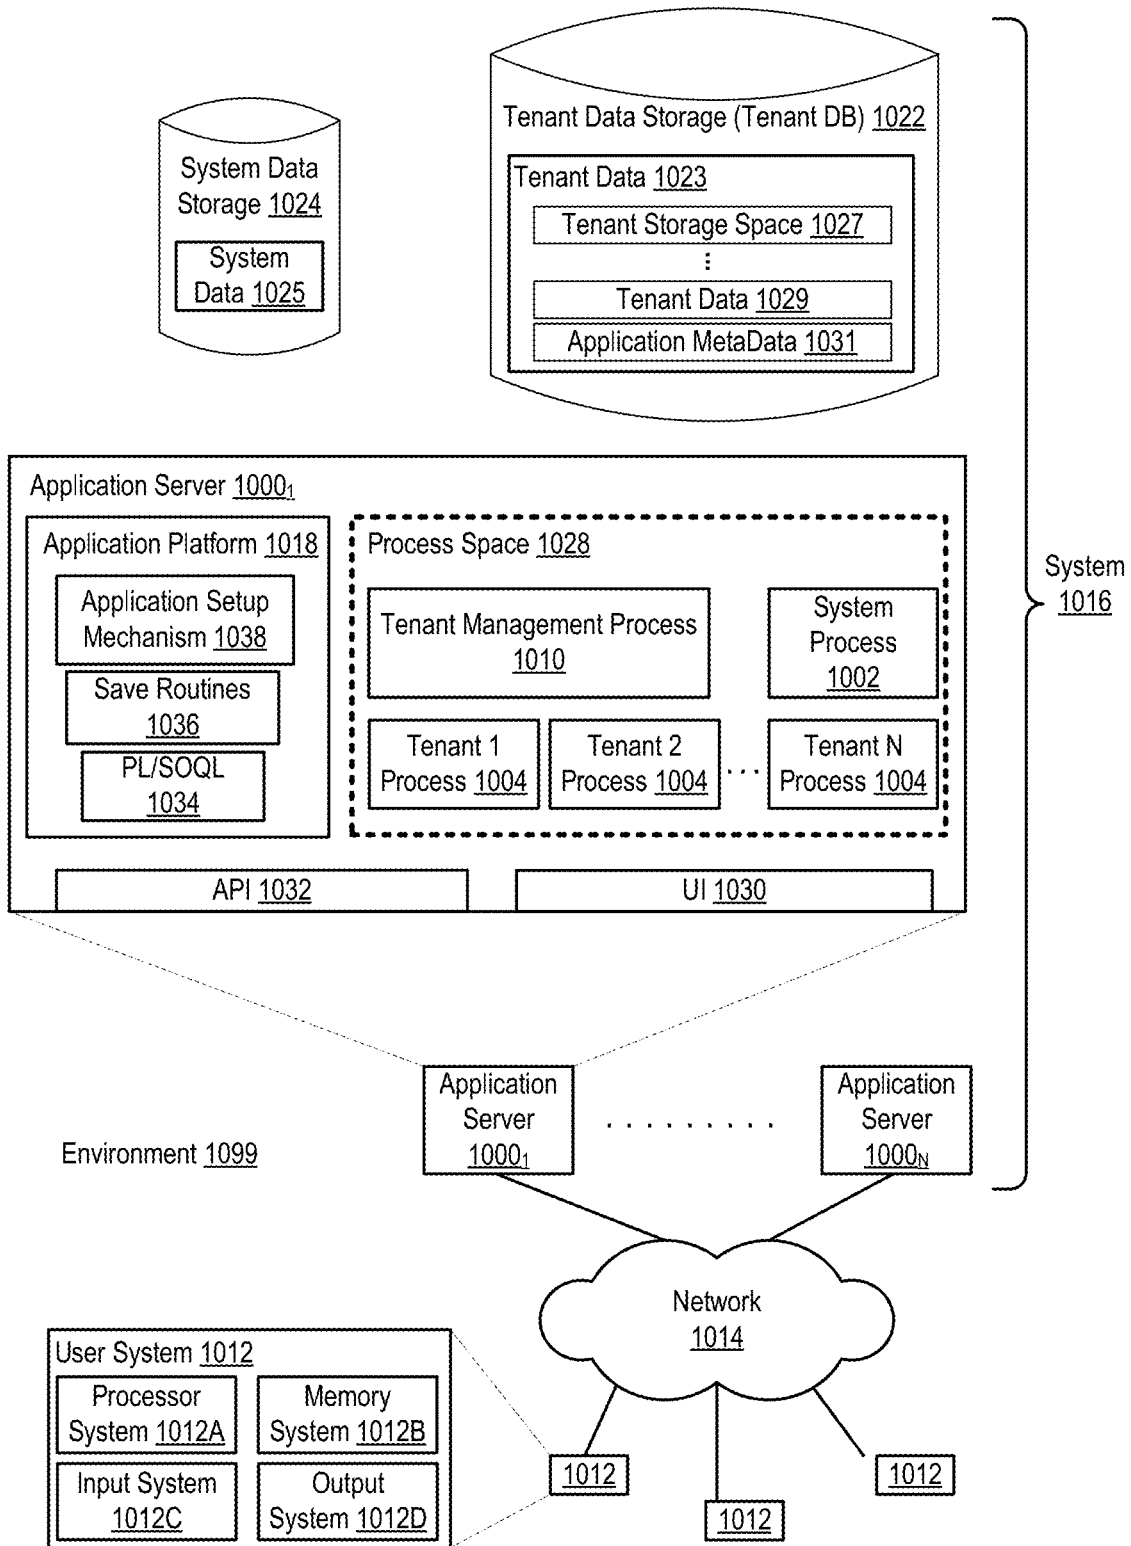 Tenant Data Storage (Tenant DB) 1022
System Data
Storage 1024
System
Data 1025
Tenant Data 1023
Tenant Storage Space 1027
⋮
Tenant Data 1029
Application MetaData 1031
Application Server 1000₁
Application Platform 1018
Application Setup
Mechanism 1038
Save Routines
1036
PL/SOQL
1034
Process Space 1028
Tenant Management Process
1010
System
Process
1002
Tenant 1
Process 1004
Tenant 2
Process 1004
. . .
Tenant N
Process 1004
API 1032
UI 1030
System
1016
Application
Server
1000₁
. . . . . . . . .
Application
Server
1000N
Environment 1099
Network
1014
User System 1012
Processor
System 1012A
Memory
System 1012B
Input System
1012C
Output
System 1012D
1012
1012
1012